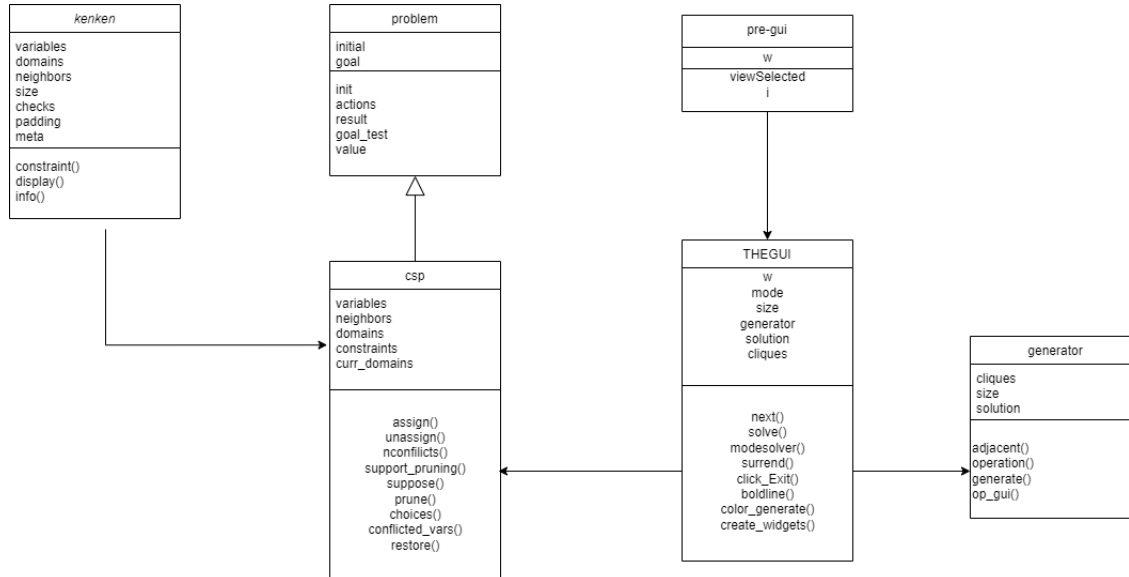 kenken
variables
domains
neighbors
size
checks
padding
meta
constraint()
display()
info()
problem
initial
goal
init
actions
result
goal_test
value
pre-gui
w
viewSelected
i
csp
variables
neighbors
domains
constraints
curr_domains
assign()
unassign()
nconfilicts()
support_pruning()
suppose()
prune()
choices()
conflicted_vars()
restore()
THEGUI
w
mode
size
generator
solution
cliques
next()
solve()
modesolver()
surrend()
click_Exit()
boldline()
color_generate()
create_widgets()
generator
cliques
size
solution
adjacent()
operation()
generate()
op_gui()